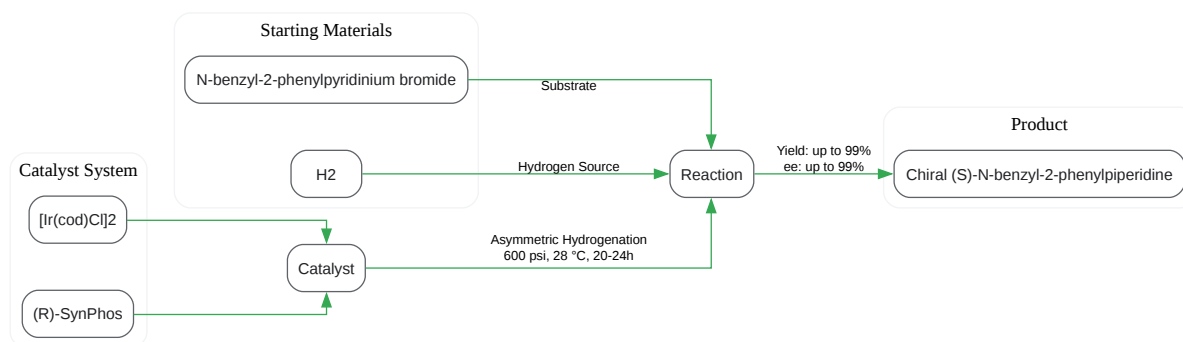 Starting Materials
N-benzyl-2-phenylpyridinium bromide
Substrate
H2
Hydrogen Source
Catalyst System
[Ir(cod)Cl]2
(R)-SynPhos
Catalyst
Asymmetric Hydrogenation
600 psi, 28 °C, 20-24h
Reaction
Yield: up to 99%
ee: up to 99%
Product
Chiral (S)-N-benzyl-2-phenylpiperidine